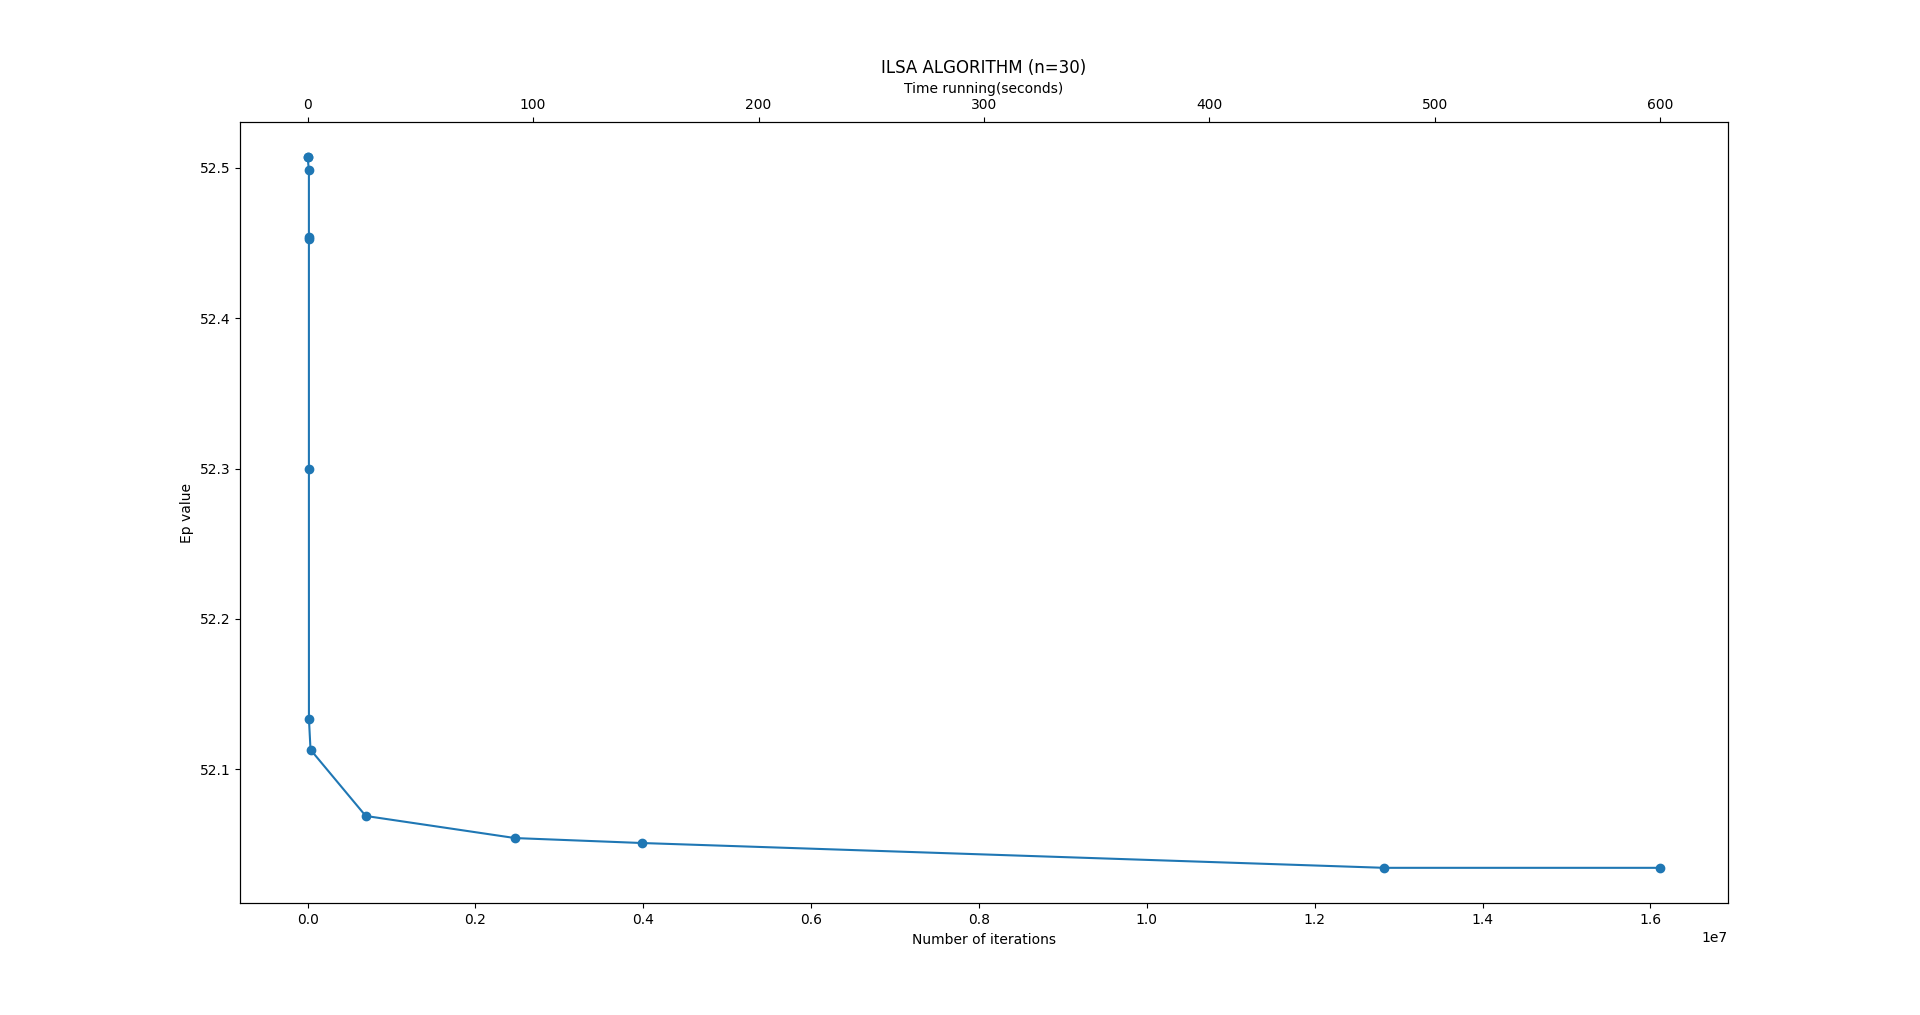 ILSA ALGORITHM (n=30)
Time running(seconds)
0 100 200 300 400 500 600
52.5
52.4
52.3
52.2
52.1
Ep value
0.0 0.2 0.4 0.6 0.8 1.0 1.2 1.4 1.6
1e7
Number of iterations